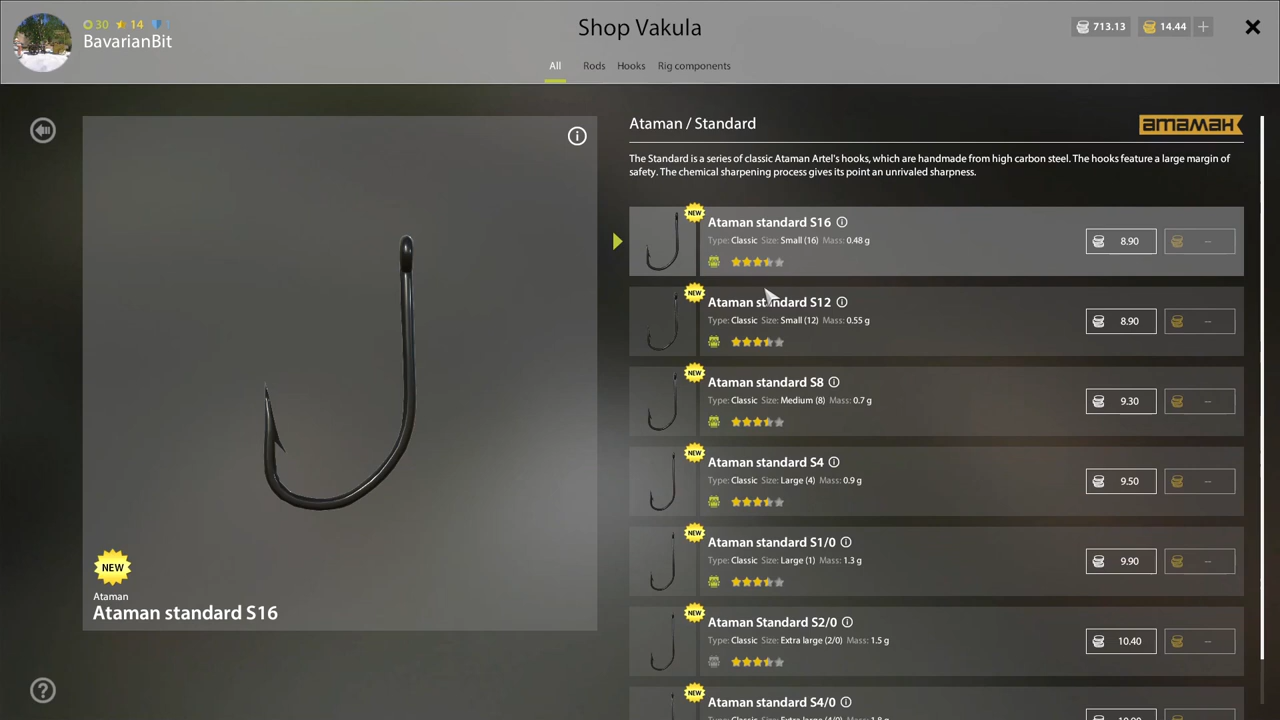 30 14 1
BavarianBit
Shop Vakula
713.13 14.44
All Rods Hooks Rig components
Ataman / Standard
ATAMAH
The Standard is a series of classic Ataman Artel's hooks, which are handmade from high carbon steel. The hooks feature a large margin of
safety. The chemical sharpening process gives its point an unrivaled sharpness.
NEW
Ataman standard S16
Type: Classic Size: Small (16) Mass: 0.48 g
8.90 --
NEW
Ataman standard S12
Type: Classic Size: Small (12) Mass: 0.55 g
8.90 --
NEW
Ataman standard S8
Type: Classic Size: Medium (8) Mass: 0.7 g
9.30 --
NEW
Ataman standard S4
Type: Classic Size: Large (4) Mass: 0.9 g
9.50 --
NEW
Ataman standard S1/0
Type: Classic Size: Large (1) Mass: 1.3 g
9.90 --
NEW
Ataman Standard S2/0
Type: Classic Size: Extra large (2/0) Mass: 1.5 g
10.40 --
NEW
Ataman standard S4/0
NEW
Ataman
Ataman standard S16